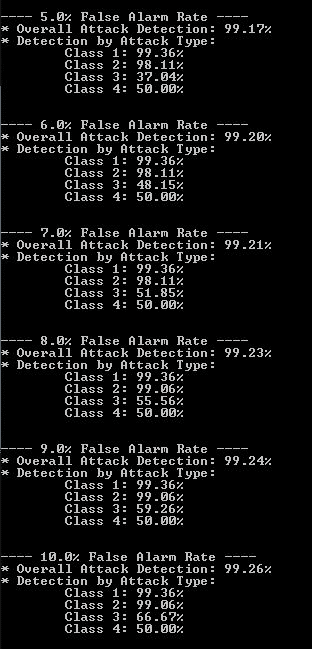 ---- 5.0% False Alarm Rate ----
* Overall Attack Detection: 99.17%
* Detection by Attack Type:
Class 1: 99.36%
Class 2: 98.11%
Class 3: 37.04%
Class 4: 50.00%
---- 6.0% False Alarm Rate ----
* Overall Attack Detection: 99.20%
* Detection by Attack Type:
Class 1: 99.36%
Class 2: 98.11%
Class 3: 48.15%
Class 4: 50.00%
---- 7.0% False Alarm Rate ----
* Overall Attack Detection: 99.21%
* Detection by Attack Type:
Class 1: 99.36%
Class 2: 98.11%
Class 3: 51.85%
Class 4: 50.00%
---- 8.0% False Alarm Rate ----
* Overall Attack Detection: 99.23%
* Detection by Attack Type:
Class 1: 99.36%
Class 2: 99.06%
Class 3: 55.56%
Class 4: 50.00%
---- 9.0% False Alarm Rate ----
* Overall Attack Detection: 99.24%
* Detection by Attack Type:
Class 1: 99.36%
Class 2: 99.06%
Class 3: 59.26%
Class 4: 50.00%
---- 10.0% False Alarm Rate ----
* Overall Attack Detection: 99.26%
* Detection by Attack Type:
Class 1: 99.36%
Class 2: 99.06%
Class 3: 66.67%
Class 4: 50.00%